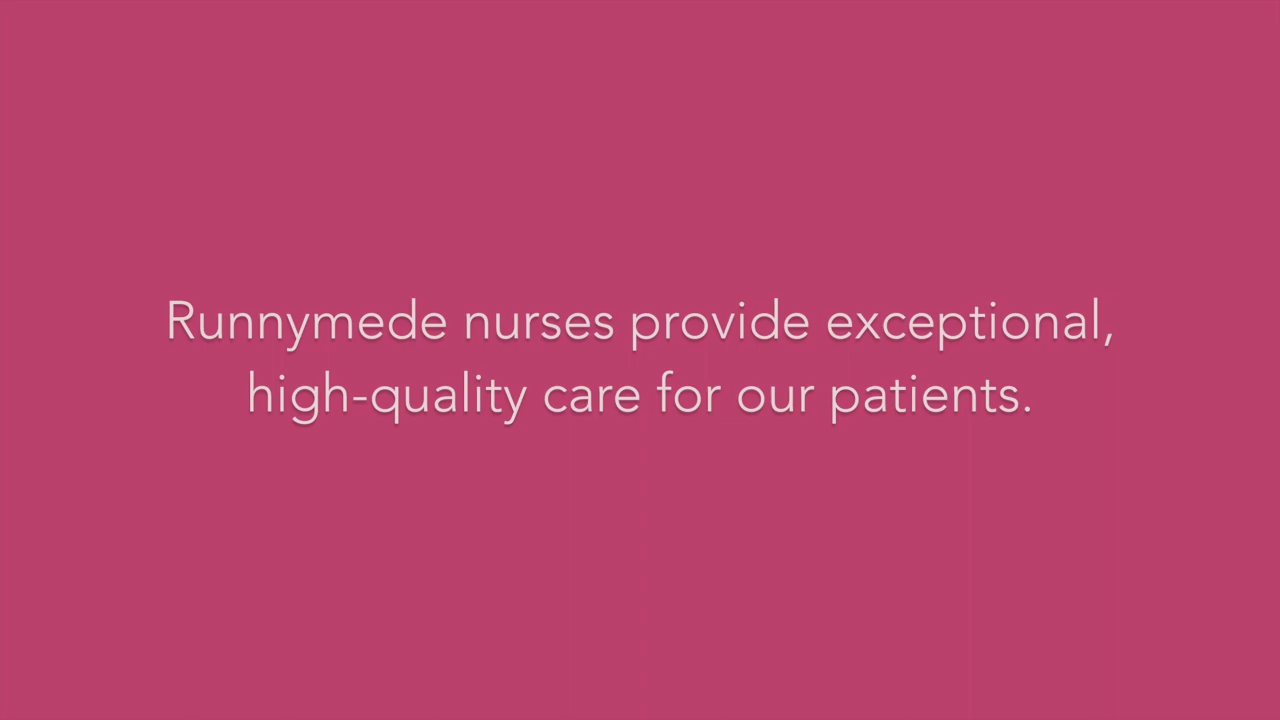 Runnymede nurses provide exceptional,
high-quality care for our patients.